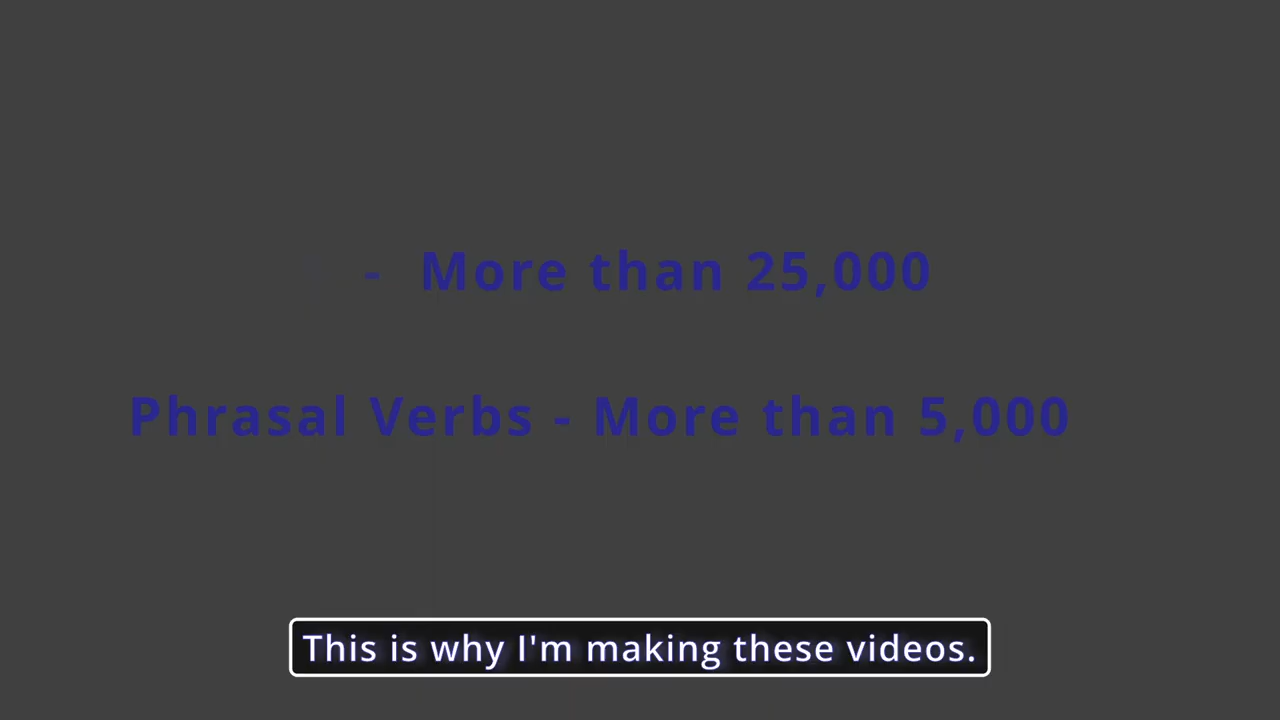 - More than 25,000
Phrasal Verbs - More than 5,000
This is why I'm making these videos.